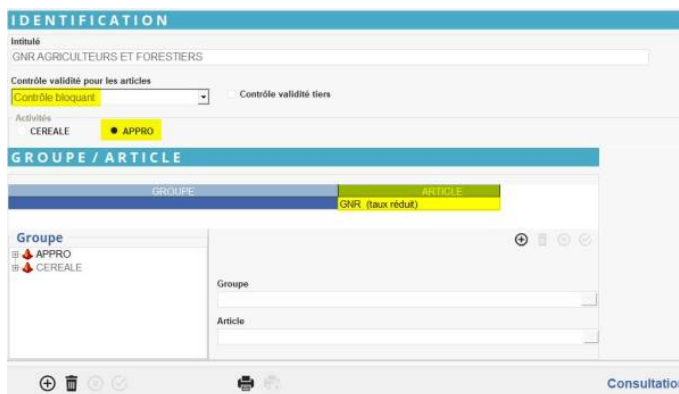 IDENTIFICATION
Intitulé
GNR AGRICULTEURS ET FORESTIERS
Contrôle validité pour les articles
Contrôle bloquant
Contrôle validité tiers
Activités
CEREALE
APPRO
GROUPE / ARTICLE
GROUPE
ARTICLE
GNR (taux réduit)
Groupe
APPRO
CEREALE
Groupe
Article
Consultation